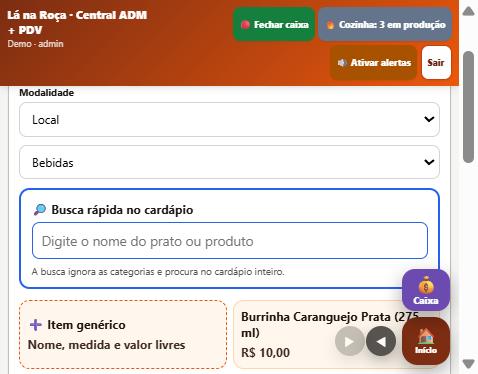 Lá na Roça - Central ADM
+ PDV
Demo · admin
Fechar caixa
Cozinha: 3 em produção
Ativar alertas
Sair
Modalidade
Local
Bebidas
Busca rápida no cardápio
Digite o nome do prato ou produto
A busca ignora as categorias e procura no cardápio inteiro.
Item genérico
Nome, medida e valor livres
Burrinha Caranguejo Prata (275
ml)
R$ 10,00
Caixa
Início